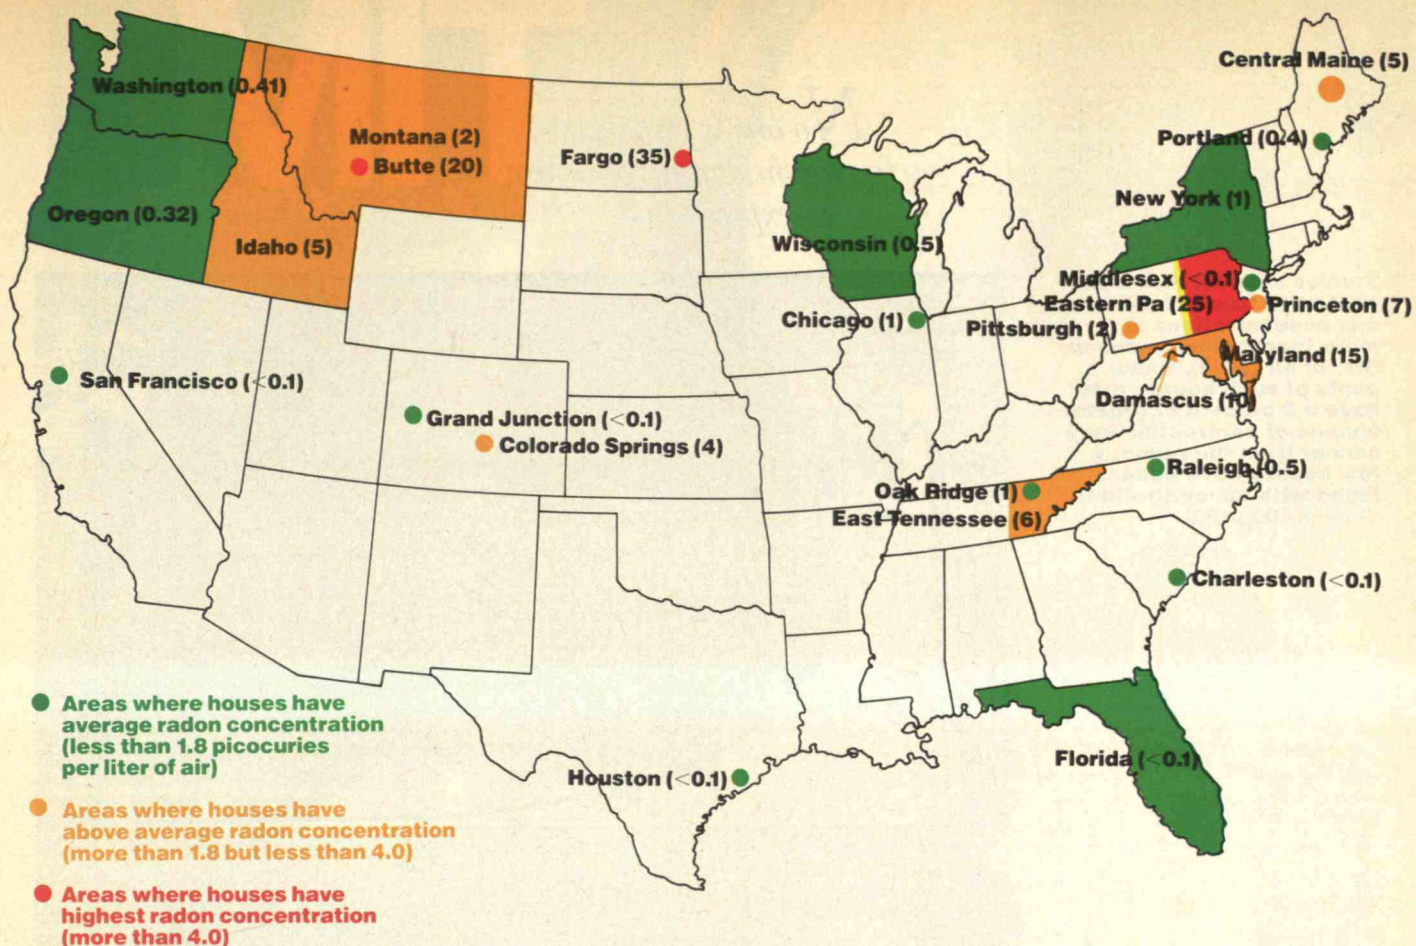 Central Maine (5)
Washington (0.41)
Montana (2)
Portland (0.4)
Fargo (35)
Butte (20)
New York (1)
Oregon (0.32)
Idaho (5)
Wisconsin (0.5)
Middlesex (<0.1)
Eastern Pa (25)
Princeton (7)
Chicago (1)
Pittsburgh (2)
Maryland (15)
San Francisco (<0.1)
Damascus (10)
Grand Junction (<0.1)
Colorado Springs (4)
Raleigh (0.5)
Oak Ridge (1)
East Tennessee (6)
Charleston (<0.1)
Florida (<0.1)
Houston (<0.1)
Areas where houses have
average radon concentration
(less than 1.8 picocuries
per liter of air)
Areas where houses have
above average radon concentration
(more than 1.8 but less than 4.0)
Areas where houses have
highest radon concentration
(more than 4.0)